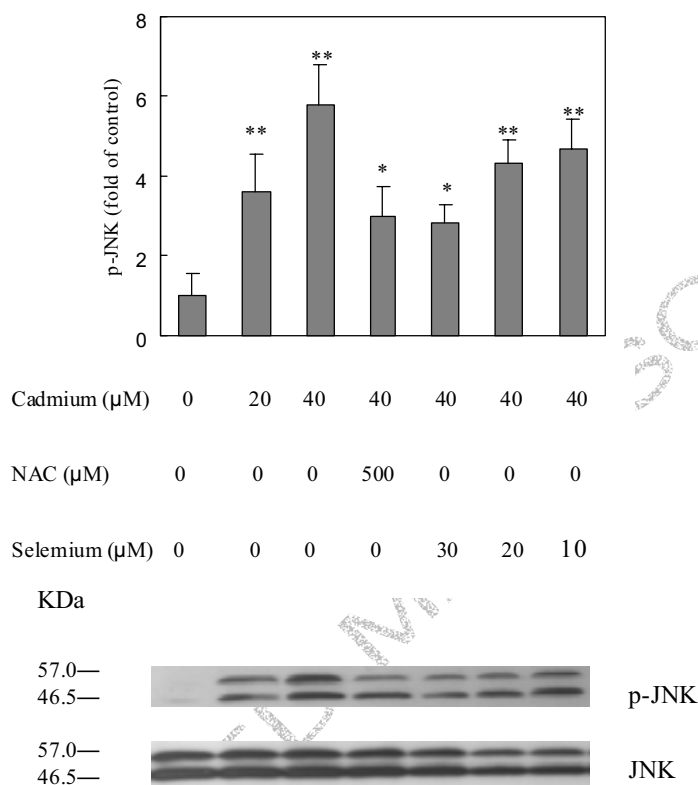 8
6
4
2
0
p-JNK (fold of control)
**
**
*
*
**
**
Cadmium (μM) 0 20 40 40 40 40 40
NAC (μM) 0 0 0 500 0 0 0
Selemium (μM) 0 0 0 0 30 20 10
KDa
57.0—
46.5—
p-JNK
57.0—
46.5—
JNK